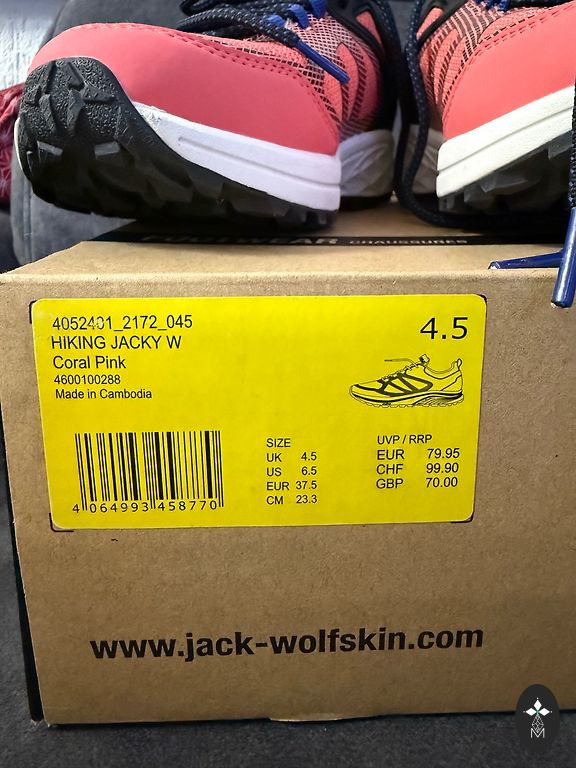 CHAUSSURES
4052401_2172_045
4.5
HIKING JACKY W
Coral Pink
4600100288
Made in Cambodia
SIZE
UK 4.5
US 6.5
EUR 37.5
CM 23.3
UVP / RRP
EUR 79.95
CHF 99.90
GBP 70.00
4 064993 458770
www.jack-wolfskin.com
M